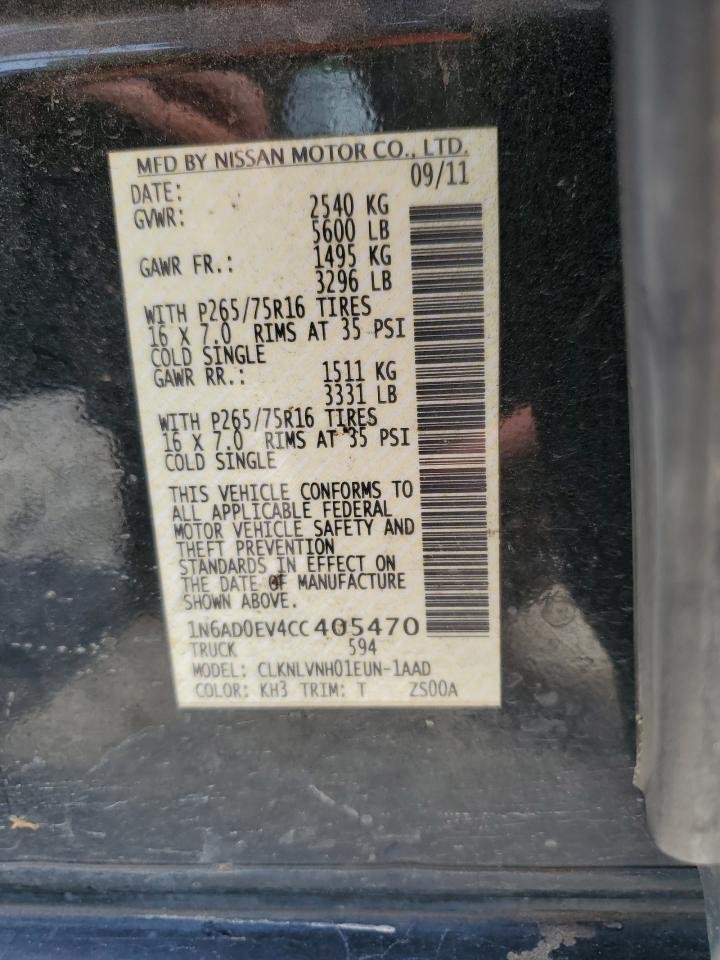 MFD BY NISSAN MOTOR CO., LTD.
DATE: 09/11
GVWR: 2540 KG
5600 LB
GAWR FR.: 1495 KG
3296 LB
WITH P265/75R16 TIRES
16 X 7.0 RIMS AT 35 PSI
COLD SINGLE
GAWR RR.: 1511 KG
3331 LB
WITH P265/75R16 TIRES
16 X 7.0 RIMS AT 35 PSI
COLD SINGLE
THIS VEHICLE CONFORMS TO
ALL APPLICABLE FEDERAL
MOTOR VEHICLE SAFETY AND
THEFT PREVENTION
STANDARDS IN EFFECT ON
THE DATE OF MANUFACTURE
SHOWN ABOVE.
1N6AD0EV4CC405470
TRUCK 594
MODEL: CLKNLVNH01EUN-1AAD
COLOR: KH3 TRIM: T ZS00A